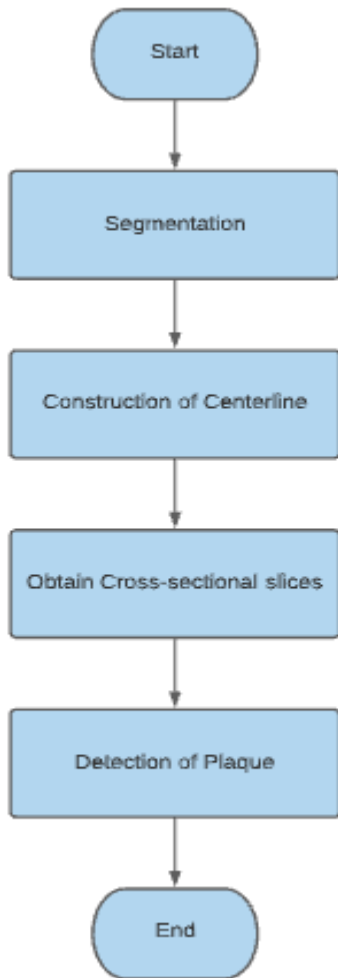 Start
Segmentation
Construction of Centerline
Obtain Cross-sectional slices
Detection of Plaque
End